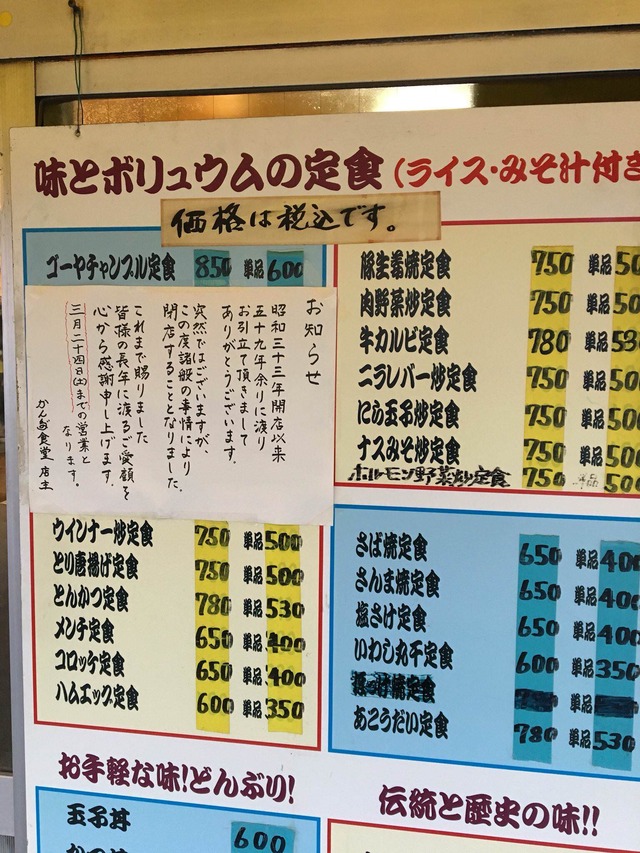 味とボリュウムの定食(ライス・みそ汁付き
価格は税込です。
ゴーヤチャンプル定食 850 単品 600
お知らせ
昭和三十三年開店以来
五十九年余りに渡り
お引立て頂きまして
ありがとうございます。
突然ではございますが、
この度諸般の事情により
閉店することとなりました。
これまで賜りました
皆様の長年に渡るご愛顧を
心から感謝申し上げます。
三月二十四日(土)までの営業と
なります。
かんだ食堂 店主
ウインナー炒定食 750 単品 500
とり唐揚げ定食 750 単品 500
とんかつ定食 780 単品 530
メンチ定食 650 単品 400
コロッケ定食 650 単品 400
ハムエッグ定食 600 単品 350
豚生姜焼定食 750 単品 50
肉野菜炒定食 750 単品 500
牛カルビ定食 780 単品 530
ニラレバー炒定食 750 単品 500
にら玉子炒定食 750 単品 500
ナスみそ炒定食 750 単品 500
ホルモン野菜炒定食 750 単品 500
さば焼定食 650 単品 400
さんま焼定食 650 単品 400
塩さけ定食 650 単品 400
いわし丸干定食 600 単品 350
単品
あこうだい定食 780 単品 530
お手軽な味!どんぶり!
玉子丼 600
伝統と歴史の味!!